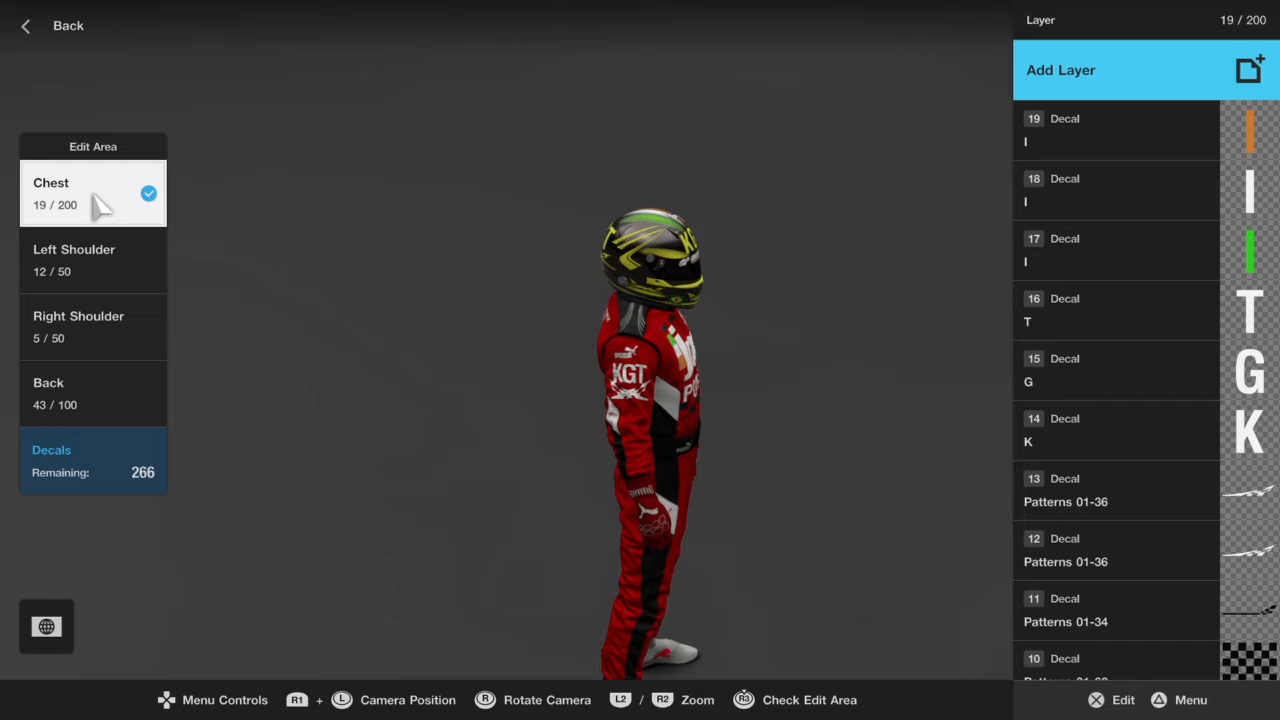 Back
Layer 19 / 200
Add Layer
Edit Area
Chest
19 / 200
Left Shoulder
12 / 50
Right Shoulder
5 / 50
Back
43 / 100
Decals
Remaining: 266
19 Decal
I
18 Decal
I
17 Decal
I
16 Decal
T
15 Decal
G
14 Decal
K
13 Decal
Patterns 01-36
12 Decal
Patterns 01-36
11 Decal
Patterns 01-34
10 Decal
I
T
G
K
KGT
Menu Controls R1 + L Camera Position R Rotate Camera L2 / R2 Zoom R3 Check Edit Area
Edit Menu